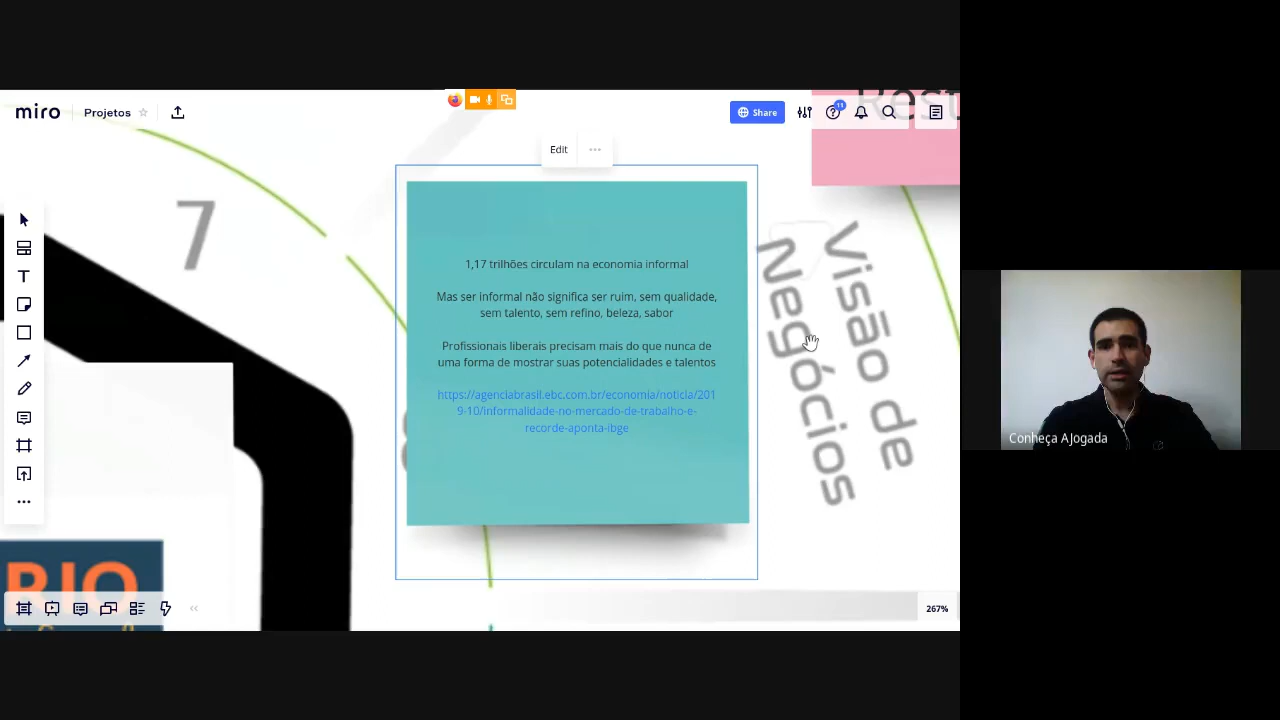 miro
Projetos
Share
11
Rest
Edit
7
1,17 trilhões circulam na economia informal
Mas ser informal não significa ser ruim, sem qualidade,
sem talento, sem refino, beleza, sabor
Profissionais liberais precisam mais do que nunca de
uma forma de mostrar suas potencialidades e talentos
https://agenciabrasil.ebc.com.br/economia/noticia/201
9-10/informalidade-no-mercado-de-trabalho-e-
recorde-aponta-ibge
Visão de
Negócios
Conheça AJogada
RIO
267%